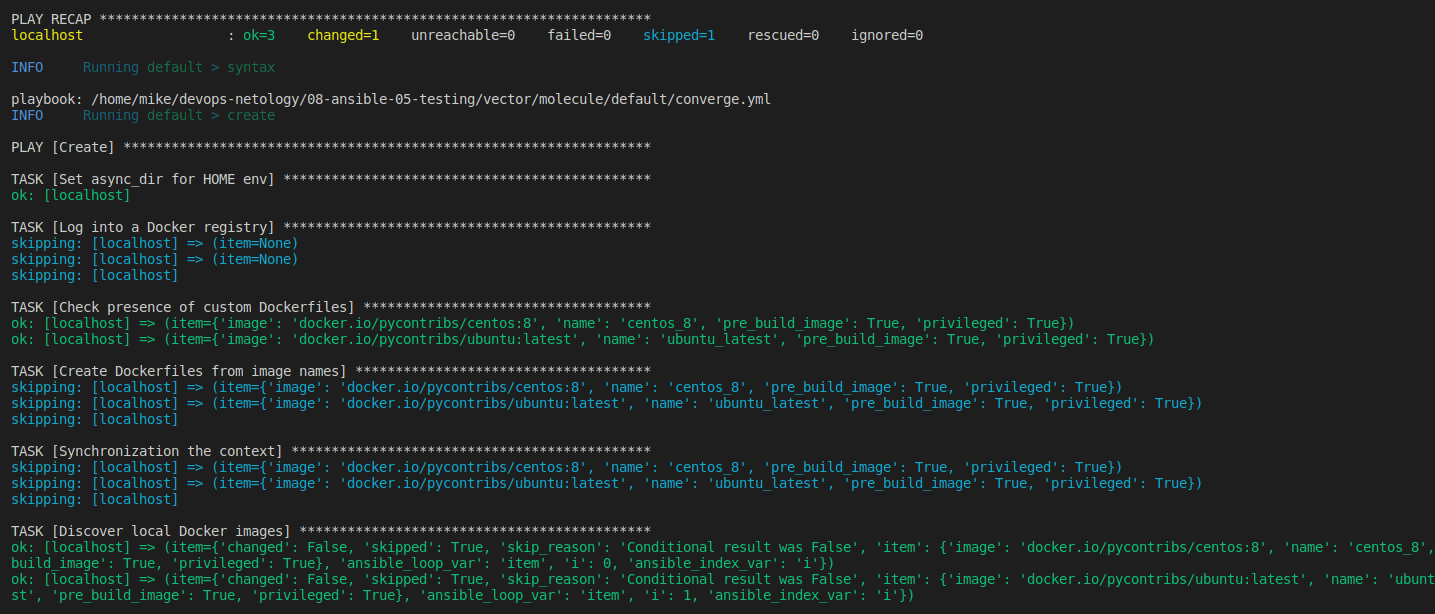 PLAY RECAP *********************************************************************
localhost                  : ok=3    changed=1    unreachable=0    failed=0    skipped=1    rescued=0    ignored=0
INFO     Running default > syntax
playbook: /home/mike/devops-netology/08-ansible-05-testing/vector/molecule/default/converge.yml
INFO     Running default > create
PLAY [Create] ******************************************************************
TASK [Set async_dir for HOME env] **********************************************
ok: [localhost]
TASK [Log into a Docker registry] **********************************************
skipping: [localhost] => (item=None)
skipping: [localhost] => (item=None)
skipping: [localhost]
TASK [Check presence of custom Dockerfiles] ************************************
ok: [localhost] => (item={'image': 'docker.io/pycontribs/centos:8', 'name': 'centos_8', 'pre_build_image': True, 'privileged': True})
ok: [localhost] => (item={'image': 'docker.io/pycontribs/ubuntu:latest', 'name': 'ubuntu_latest', 'pre_build_image': True, 'privileged': True})
TASK [Create Dockerfiles from image names] *************************************
skipping: [localhost] => (item={'image': 'docker.io/pycontribs/centos:8', 'name': 'centos_8', 'pre_build_image': True, 'privileged': True})
skipping: [localhost] => (item={'image': 'docker.io/pycontribs/ubuntu:latest', 'name': 'ubuntu_latest', 'pre_build_image': True, 'privileged': True})
skipping: [localhost]
TASK [Synchronization the context] *********************************************
skipping: [localhost] => (item={'image': 'docker.io/pycontribs/centos:8', 'name': 'centos_8', 'pre_build_image': True, 'privileged': True})
skipping: [localhost] => (item={'image': 'docker.io/pycontribs/ubuntu:latest', 'name': 'ubuntu_latest', 'pre_build_image': True, 'privileged': True})
skipping: [localhost]
TASK [Discover local Docker images] ********************************************
ok: [localhost] => (item={'changed': False, 'skipped': True, 'skip_reason': 'Conditional result was False', 'item': {'image': 'docker.io/pycontribs/centos:8', 'name': 'centos_8',
build_image': True, 'privileged': True}, 'ansible_loop_var': 'item', 'i': 0, 'ansible_index_var': 'i'})
ok: [localhost] => (item={'changed': False, 'skipped': True, 'skip_reason': 'Conditional result was False', 'item': {'image': 'docker.io/pycontribs/ubuntu:latest', 'name': 'ubunt
st', 'pre_build_image': True, 'privileged': True}, 'ansible_loop_var': 'item', 'i': 1, 'ansible_index_var': 'i'})